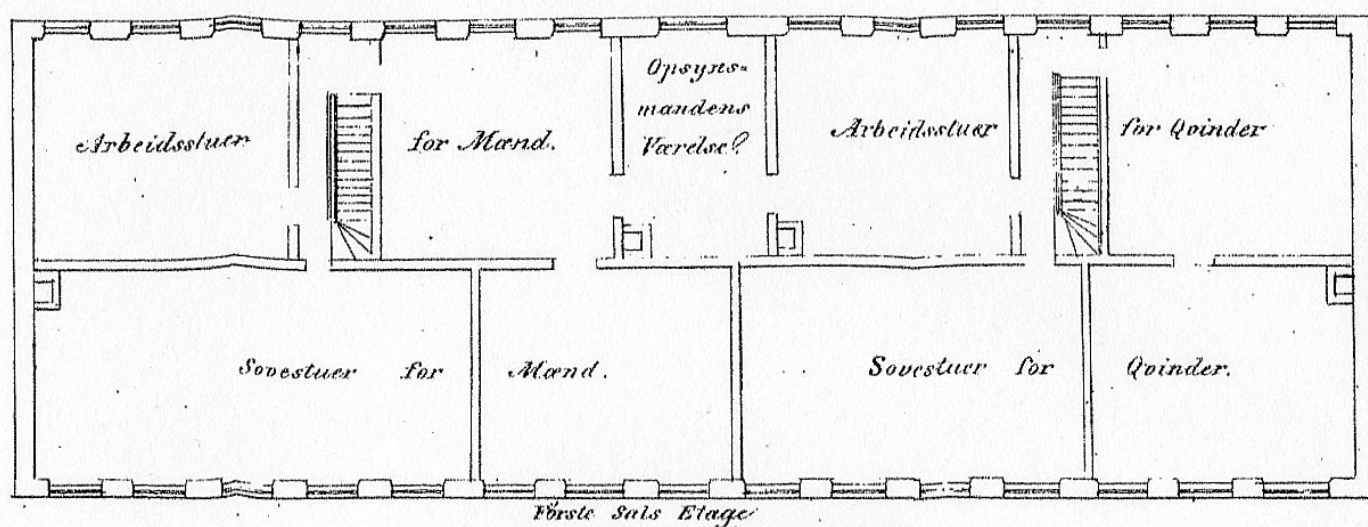 Opsyns=
mandens
Værelse?
Arbeidsstuer for Mænd.
Arbeidsstuer for Qvinder
Sovestuer for Mænd.
Sovestuer for Qvinder.
Förste Sals Etage